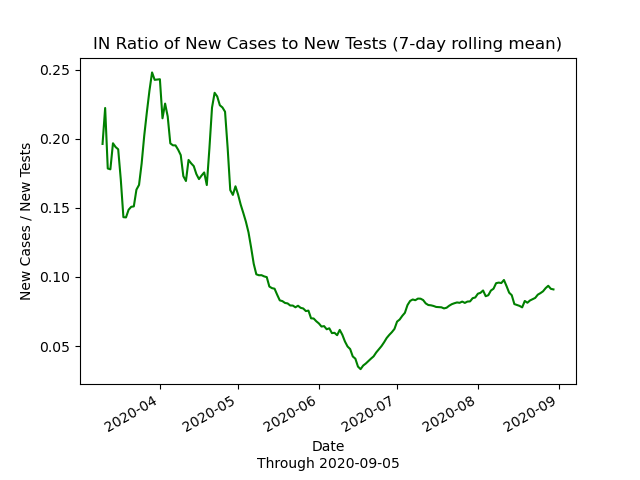 IN Ratio of New Cases to New Tests (7-day rolling mean)
0.25
0.20
0.15
0.10
0.05
New Cases / New Tests
2020-04
2020-05
2020-06
2020-07
2020-08
2020-09
Date
Through 2020-09-05